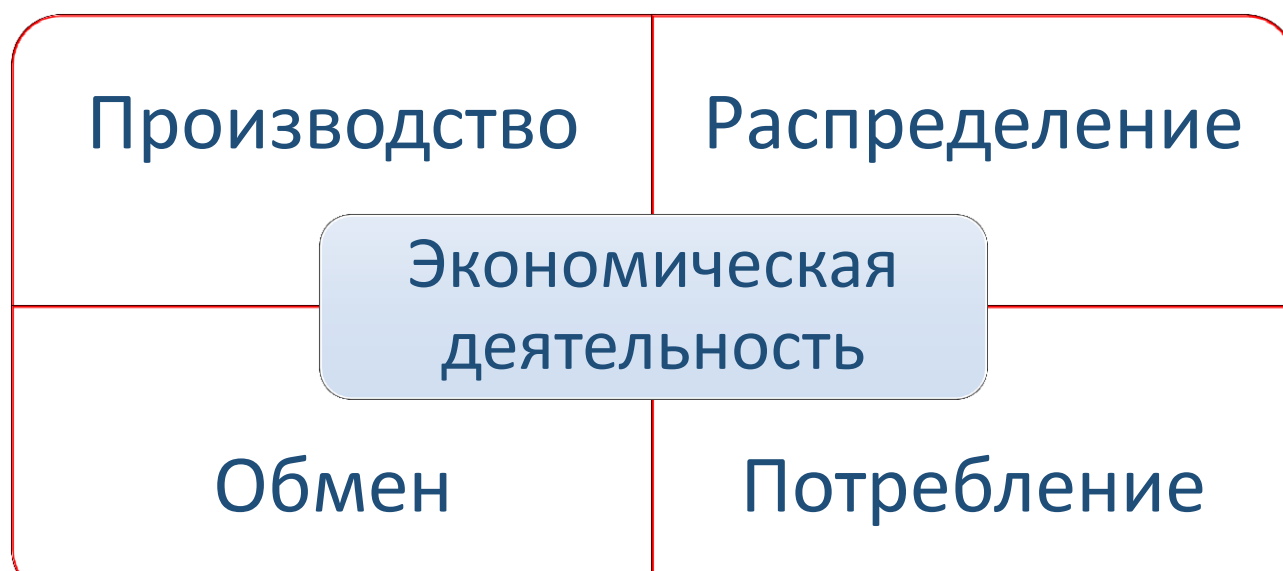 Производство
Распределение
Экономическая
деятельность
Обмен
Потребление